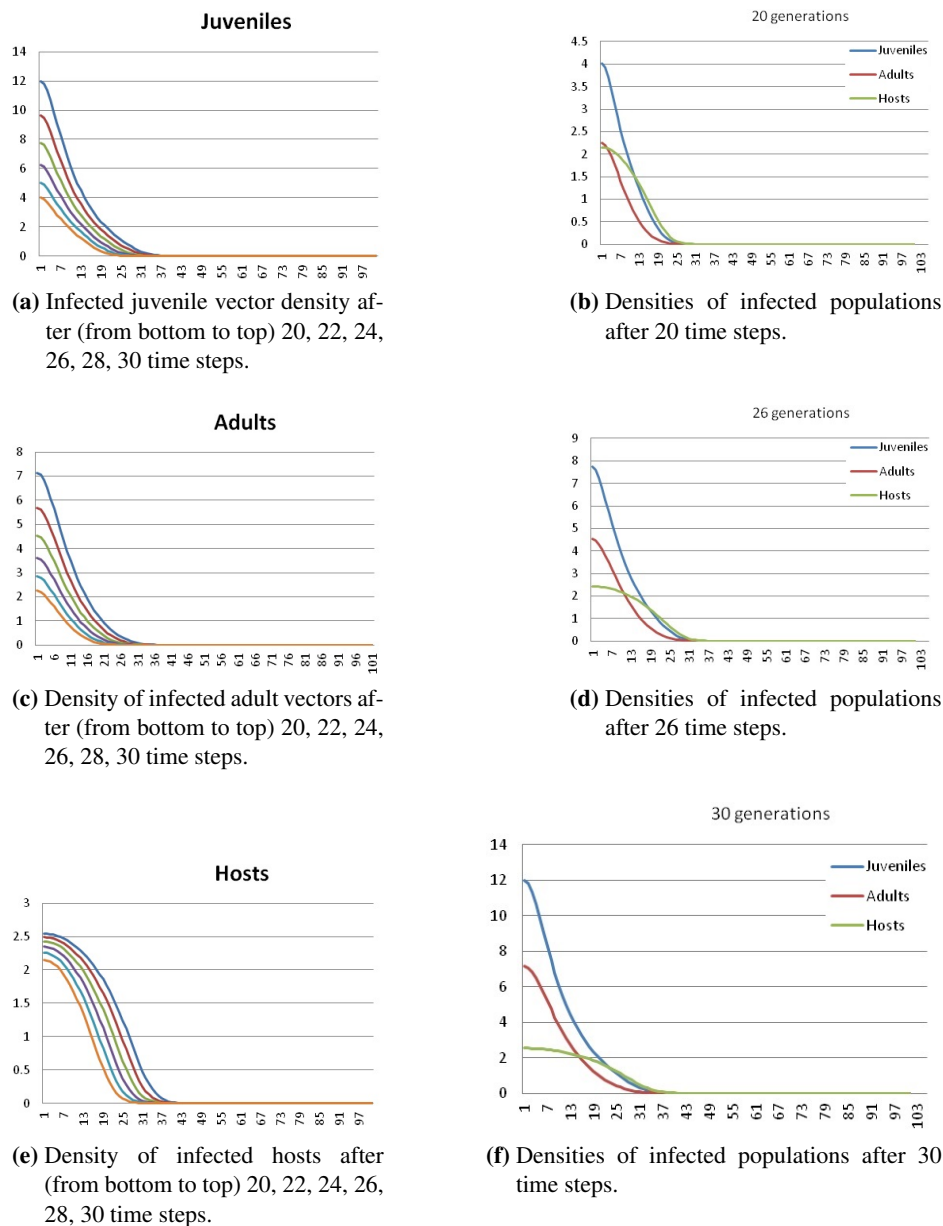 Juveniles
14
12
10
8
6
4
2
0
1 7 13 19 25 31 37 43 49 55 61 67 73 79 85 91 97
(a) Infected juvenile vector density af-
ter (from bottom to top) 20, 22, 24,
26, 28, 30 time steps.
20 generations
4.5
4
3.5
3
2.5
2
1.5
1
0.5
0
Juveniles
Adults
Hosts
1 7 13 19 25 31 37 43 49 55 61 67 73 79 85 91 97 103
(b) Densities of infected populations
after 20 time steps.
Adults
8
7
6
5
4
3
2
1
0
1 6 11 16 21 26 31 36 41 46 51 56 61 66 71 76 81 86 91 96 101
(c) Density of infected adult vectors af-
ter (from bottom to top) 20, 22, 24,
26, 28, 30 time steps.
26 generations
9
8
7
6
5
4
3
2
1
0
Juveniles
Adults
Hosts
1 7 13 19 25 31 37 43 49 55 61 67 73 79 85 91 97 103
(d) Densities of infected populations
after 26 time steps.
Hosts
3
2.5
2
1.5
1
0.5
0
1 7 13 19 25 31 37 43 49 55 61 67 73 79 85 91 97
(e) Density of infected hosts after
(from bottom to top) 20, 22, 24, 26,
28, 30 time steps.
30 generations
14
12
10
8
6
4
2
0
Juveniles
Adults
Hosts
1 7 13 19 25 31 37 43 49 55 61 67 73 79 85 91 97 103
(f) Densities of infected populations after 30
time steps.